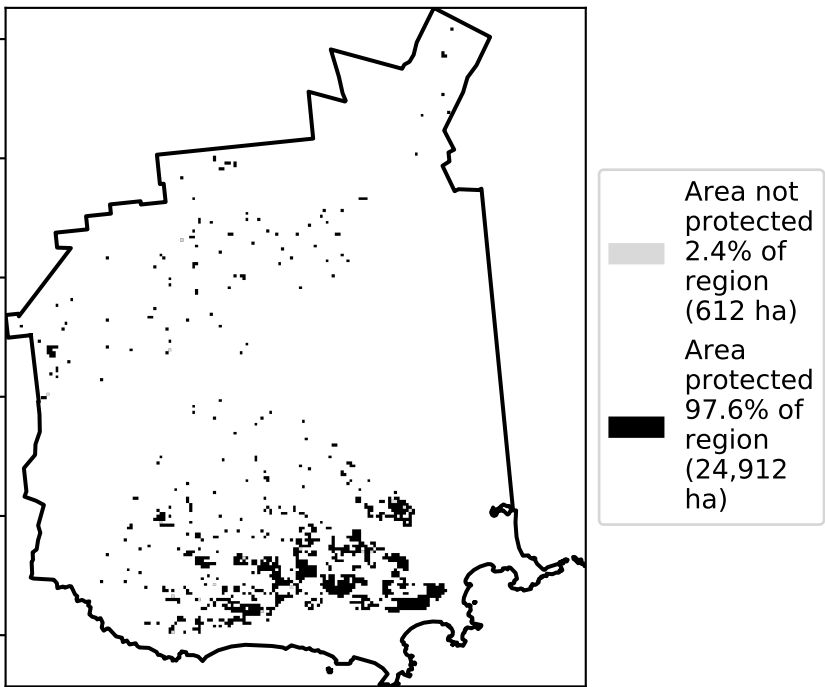 Area not
protected
2.4% of
region
(612 ha)
Area
protected
97.6% of
region
(24,912
ha)